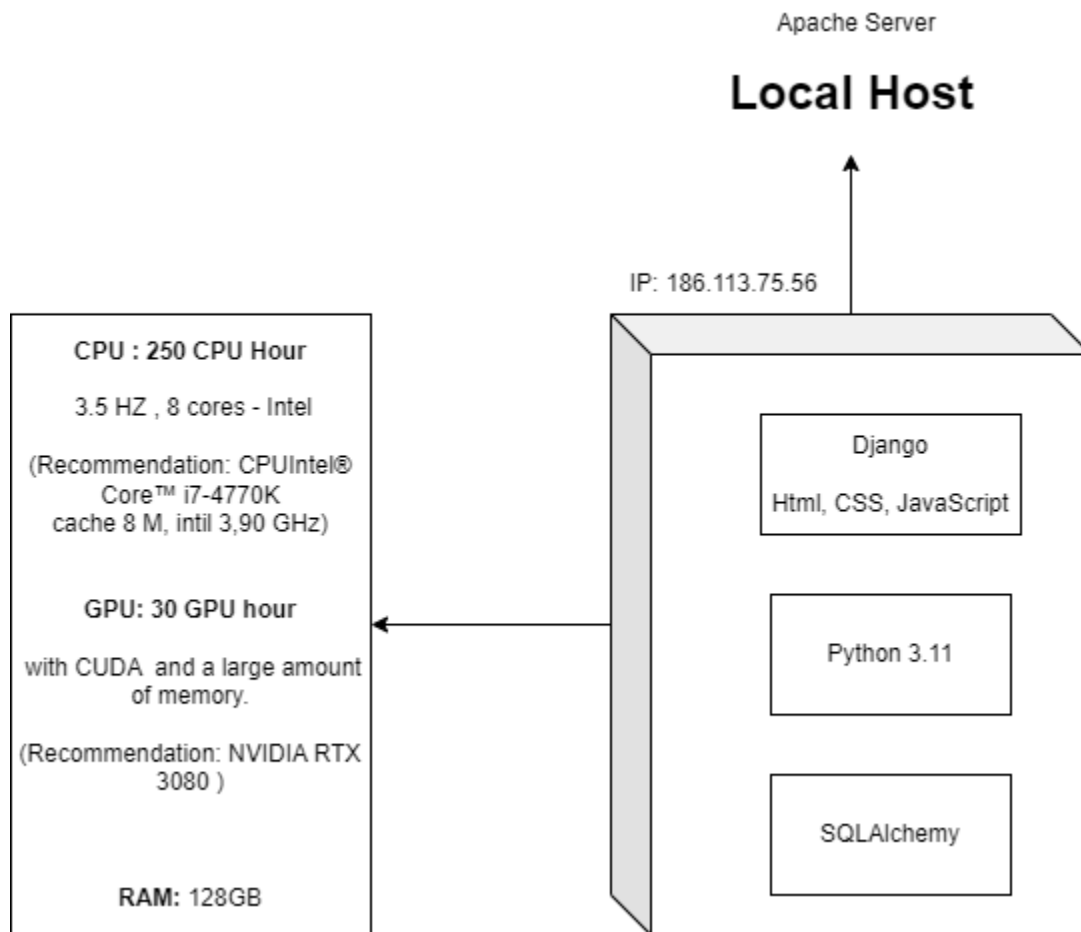 Apache Server
Local Host
IP: 186.113.75.56
CPU : 250 CPU Hour
3.5 HZ , 8 cores - Intel
(Recommendation: CPUIntel®
Core™ i7-4770K
cache 8 M, intil 3,90 GHz)
GPU: 30 GPU hour
with CUDA and a large amount
of memory.
(Recommendation: NVIDIA RTX
3080 )
RAM: 128GB
Django
Html, CSS, JavaScript
Python 3.11
SQLAlchemy